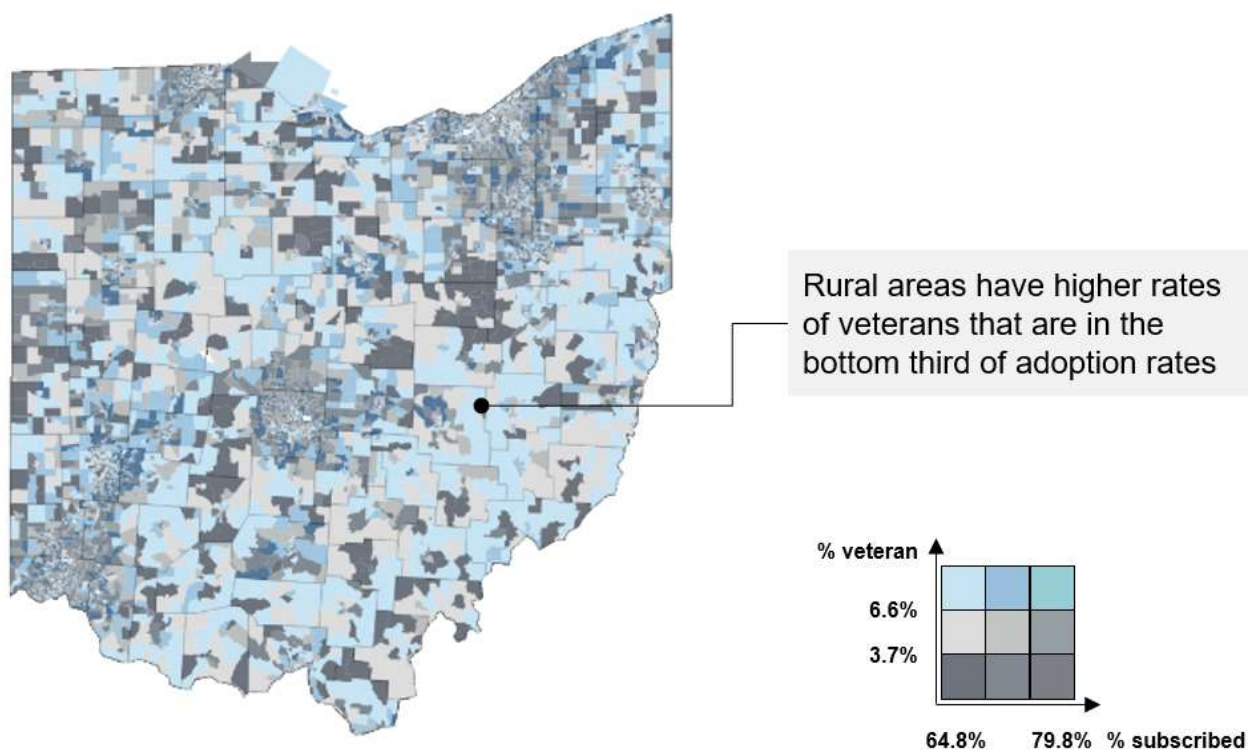 Rural areas have higher rates
of veterans that are in the
bottom third of adoption rates
% veteran
6.6%
3.7%
64.8% 79.8% % subscribed